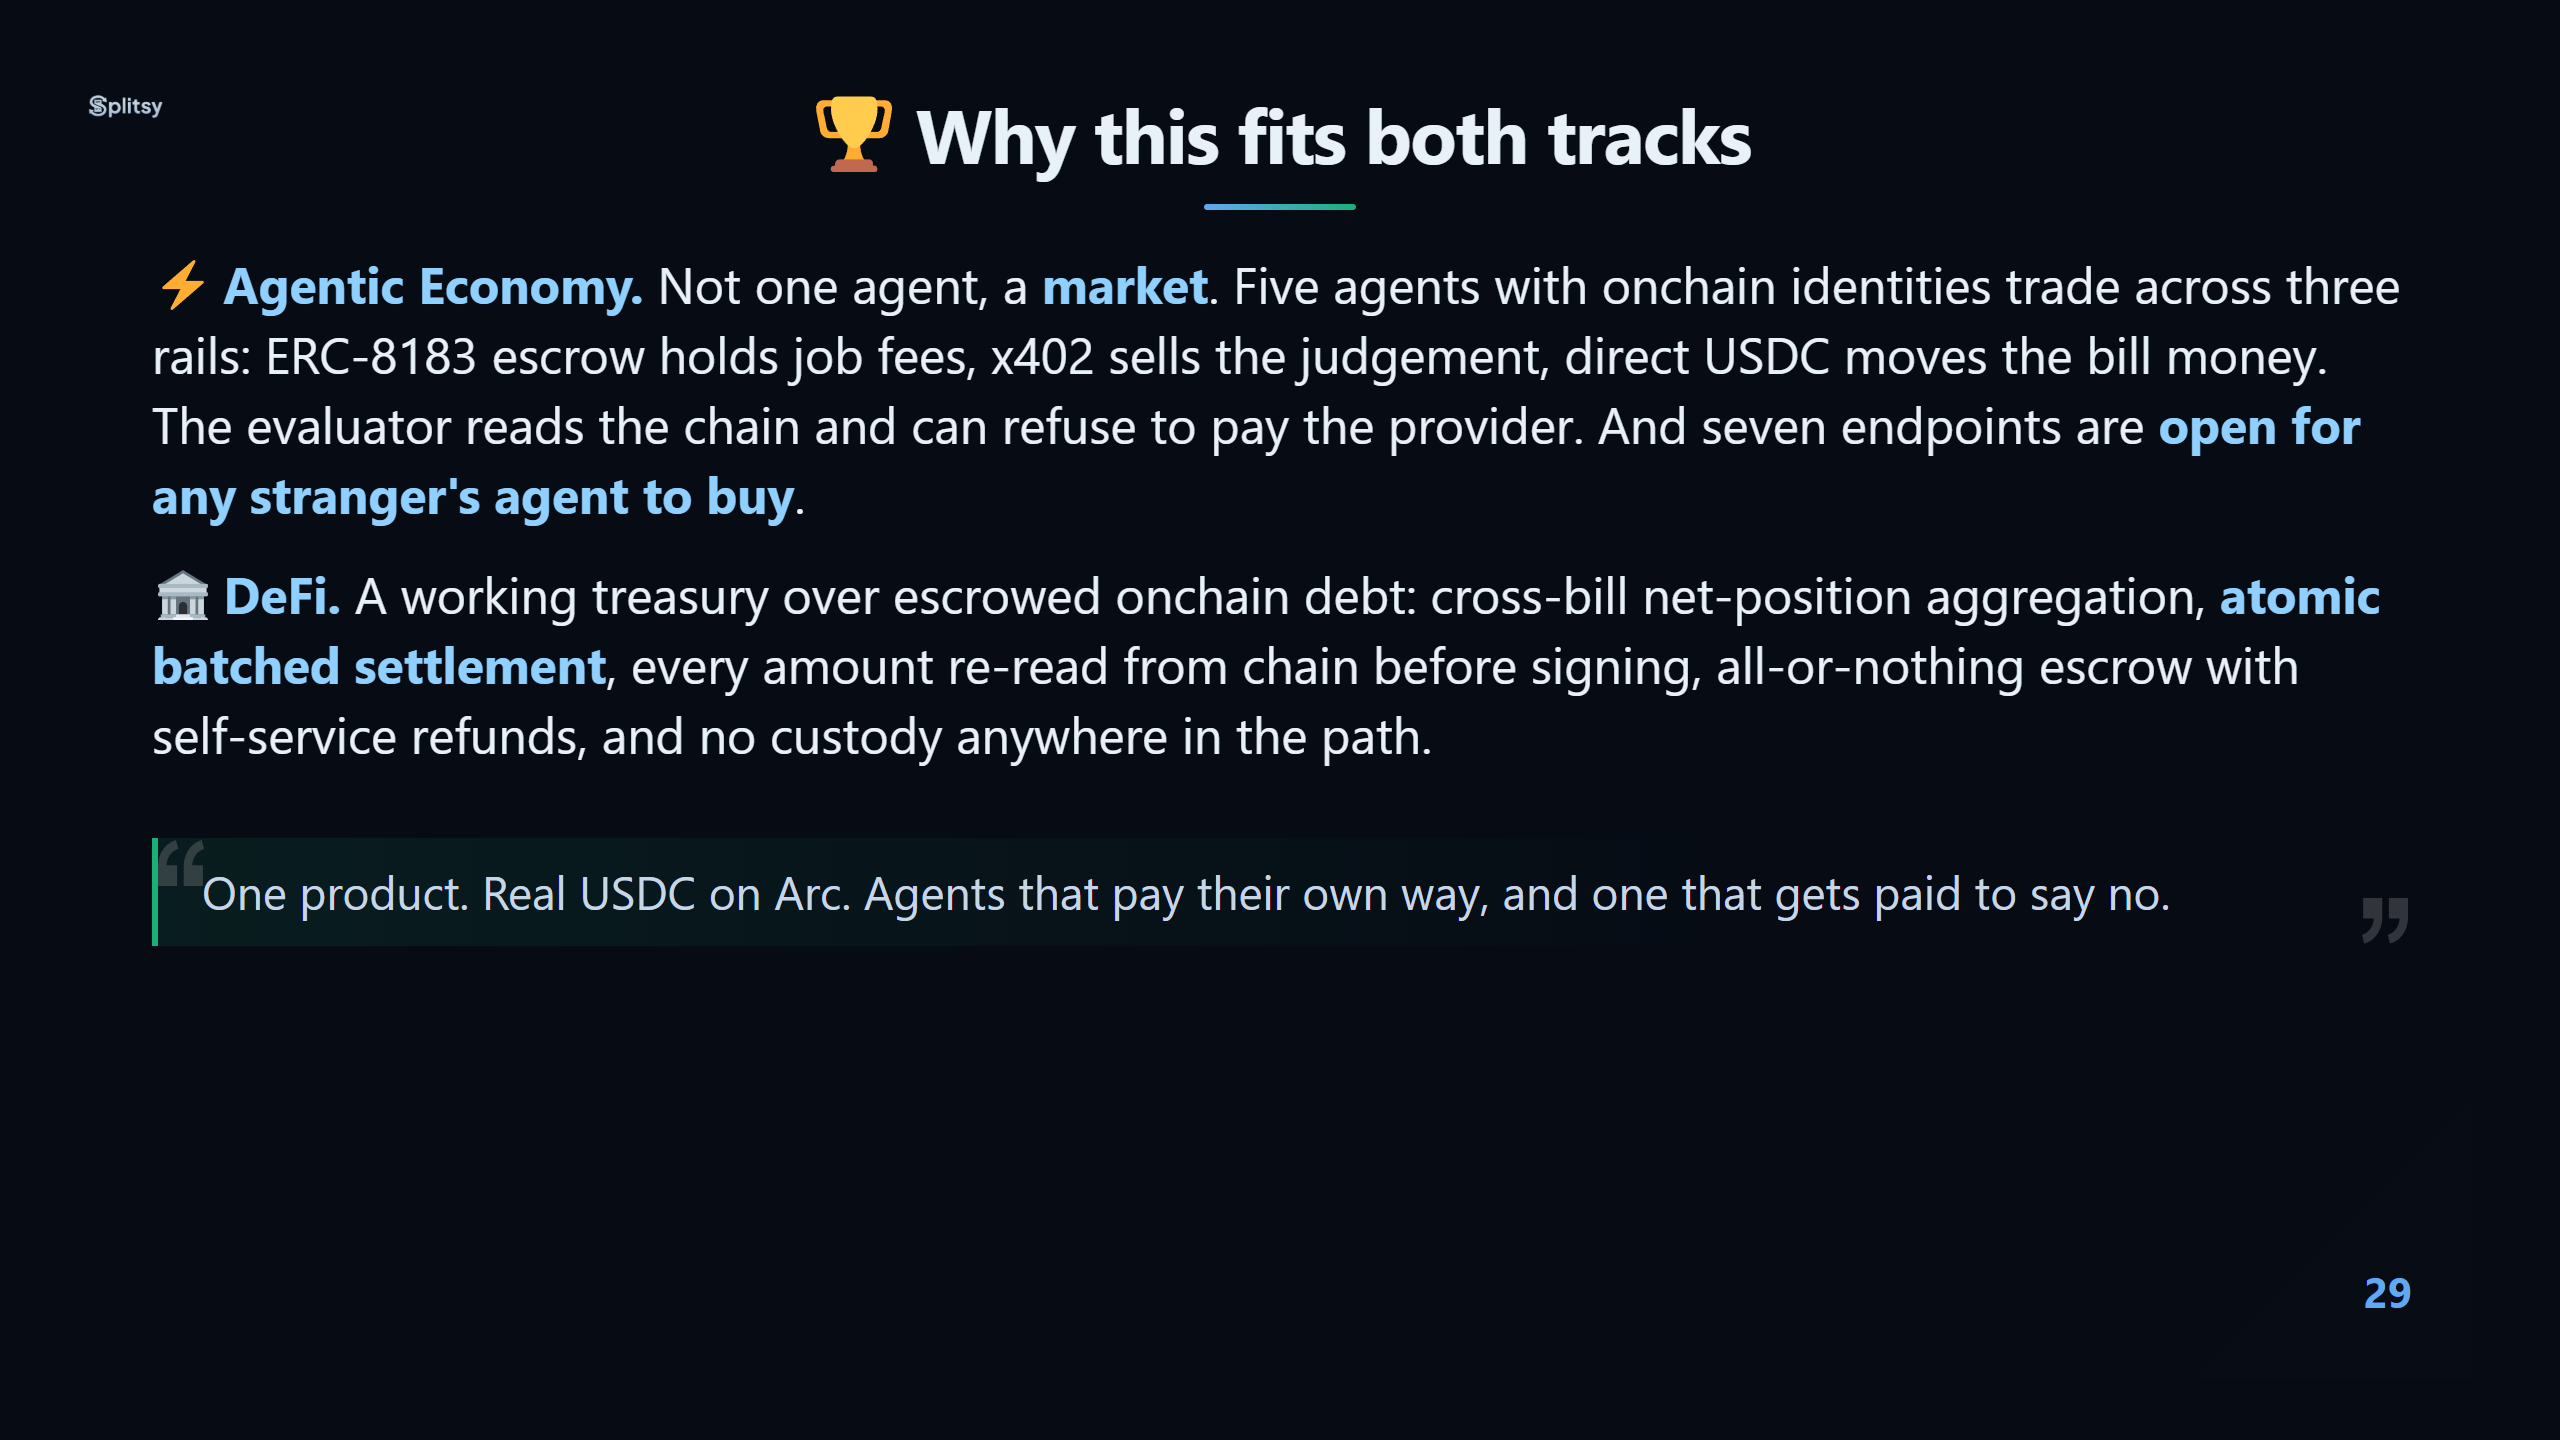 Splitsy
🏆 Why this fits both tracks
⚡ Agentic Economy. Not one agent, a market. Five agents with onchain identities trade across three
rails: ERC-8183 escrow holds job fees, x402 sells the judgement, direct USDC moves the bill money.
The evaluator reads the chain and can refuse to pay the provider. And seven endpoints are open for
any stranger's agent to buy.
🏛️ DeFi. A working treasury over escrowed onchain debt: cross-bill net-position aggregation, atomic
batched settlement, every amount re-read from chain before signing, all-or-nothing escrow with
self-service refunds, and no custody anywhere in the path.
“One product. Real USDC on Arc. Agents that pay their own way, and one that gets paid to say no.”
29